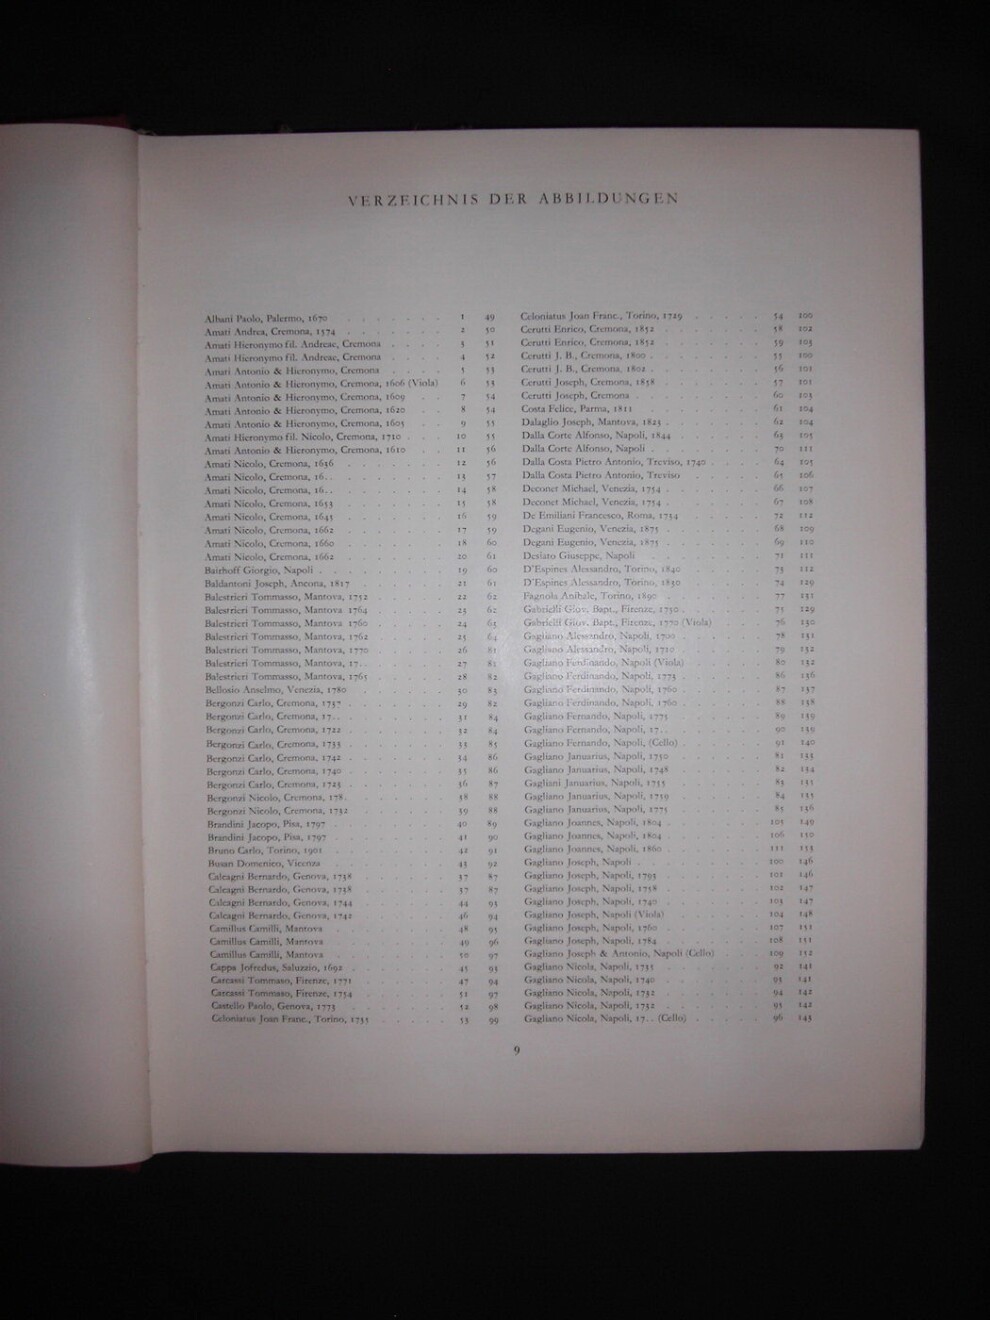 VERZEICHNIS DER ABBILDUNGEN
Albani Paolo, Palermo, 1670 . . . . . . . 1 49
Amati Andrea, Cremona, 1574 . . . . . . . 2 50
Amati Hieronymo fil. Andreae, Cremona . . . . 3 51
Amati Hieronymo fil. Andreae, Cremona . . . . 4 52
Amati Antonio & Hieronymo, Cremona . . . . 5 53
Amati Antonio & Hieronymo, Cremona, 1606 (Viola) 6 53
Amati Antonio & Hieronymo, Cremona, 1609 . . 7 54
Amati Antonio & Hieronymo, Cremona, 1620 . . 8 54
Amati Antonio & Hieronymo, Cremona, 1605 . . 9 55
Amati Hieronymo fil. Nicolo, Cremona, 1710 . . . 10 55
Amati Antonio & Hieronymo, Cremona, 1610 . . 11 56
Amati Nicolo, Cremona, 1656 . . . . . . . 12 56
Amati Nicolo, Cremona, 16.. . . . . . . 13 57
Amati Nicolo, Cremona, 16.. . . . . . . 14 58
Amati Nicolo, Cremona, 1653 . . . . . . 15 58
Amati Nicolo, Cremona, 1645 . . . . . . 16 59
Amati Nicolo, Cremona, 1662 . . . . . . 17 59
Amati Nicolo, Cremona, 1660 . . . . . . 18 60
Amati Nicolo, Cremona, 1662 . . . . . . 20 61
Bairhoff Giorgio, Napoli . . . . . . . . 19 60
Baldantoni Joseph, Ancona, 1817 . . . . . . 21 61
Balestrieri Tommasso, Mantova, 1752 . . . . . 22 62
Balestrieri Tommasso, Mantova 1764 . . . . . 23 62
Balestrieri Tommasso, Mantova 1760 . . . . . 24 63
Balestrieri Tommasso, Mantova, 1762 . . . . . 25 64
Balestrieri Tommasso, Mantova, 1770 . . . . . 26 81
Balestrieri Tommasso, Mantova, 17.. . . . . 27 81
Balestrieri Tommasso, Mantova, 1765 . . . . . 28 82
Bellosio Anselmo, Venezia, 1780 . . . . . . 30 83
Bergonzi Carlo, Cremona, 1737 . . . . . . 29 82
Bergonzi Carlo, Cremona, 17.. . . . . . 31 84
Bergonzi Carlo, Cremona, 1722 . . . . . . 32 84
Bergonzi Carlo, Cremona, 1733 . . . . . . 33 85
Bergonzi Carlo, Cremona, 1742 . . . . . . 34 86
Bergonzi Carlo, Cremona, 1740 . . . . . . 35 86
Bergonzi Carlo, Cremona, 1723 . . . . . . 36 87
Bergonzi Nicolo, Cremona, 178. . . . . . 38 88
Bergonzi Nicolo, Cremona, 1732 . . . . . . 39 88
Brandini Jacopo, Pisa, 1797 . . . . . . . 40 89
Brandini Jacopo, Pisa, 1797 . . . . . . . 41 90
Bruno Carlo, Torino, 1901 . . . . . . . 42 91
Busan Domenico, Vicenza . . . . . . . 43 92
Calcagni Bernardo, Genova, 1738 . . . . . . 37 87
Calcagni Bernardo, Genova, 1738 . . . . . . 37 87
Calcagni Bernardo, Genova, 1744 . . . . . . 44 93
Calcagni Bernardo, Genova, 1742 . . . . . . 46 94
Camillus Camilli, Mantova . . . . . . . 48 95
Camillus Camilli, Mantova . . . . . . . 49 96
Camillus Camilli, Mantova . . . . . . . 50 97
Cappa Jofredus, Saluzzio, 1692 . . . . . . 45 93
Carcassi Tommaso, Firenze, 1771 . . . . . . 47 94
Carcassi Tommaso, Firenze, 1754 . . . . . . 51 97
Castello Paolo, Genova, 1773 . . . . . . . 52 98
Celoniatus Joan Franc., Torino, 1735 . . . . . 53 99
Celoniatus Joan Franc., Torino, 1729 . . . . . 54 100
Cerutti Enrico, Cremona, 1852 . . . . . . 58 102
Cerutti Enrico, Cremona, 1852 . . . . . . 59 103
Cerutti J. B., Cremona, 1800 . . . . . . . 55 100
Cerutti J. B., Cremona, 1802 . . . . . . . 56 101
Cerutti Joseph, Cremona, 1858 . . . . . . 57 101
Cerutti Joseph, Cremona . . . . . . . . 60 103
Costa Felice, Parma, 1811 . . . . . . . 61 104
Dalaglio Joseph, Mantova, 1823 . . . . . . 62 104
Dalla Corte Alfonso, Napoli, 1844 . . . . . 63 105
Dalla Corte Alfonso, Napoli . . . . . . . 70 111
Dalla Costa Pietro Antonio, Treviso, 1740 . . . . 64 105
Dalla Costa Pietro Antonio, Treviso . . . . . 65 106
Deconet Michael, Venezia, 1754 . . . . . . 66 107
Deconet Michael, Venezia, 1754 . . . . . . 67 108
De Emiliani Francesco, Roma, 1734 . . . . . 72 112
Degani Eugenio, Venezia, 1875 . . . . . . 68 109
Degani Eugenio, Venezia, 1875 . . . . . . 69 110
Desiato Giuseppe, Napoli . . . . . . . 71 111
D'Espines Alessandro, Torino, 1840 . . . . . 73 112
D'Espines Alessandro, Torino, 1830 . . . . . 74 129
Fagnola Anibale, Torino, 1890 . . . . . . 77 131
Gabrielli Giov. Bapt., Firenze, 1750 . . . . . 75 129
Gabrielli Giov. Bapt., Firenze, 1770 (Viola) . . . 76 130
Gagliano Alessandro, Napoli, 1700 . . . . . 78 131
Gagliano Alessandro, Napoli, 1710 . . . . . 79 132
Gagliano Ferdinando, Napoli (Viola) . . . . . 80 132
Gagliano Ferdinando, Napoli, 1773 . . . . . 86 136
Gagliano Ferdinando, Napoli, 1760 . . . . . 87 137
Gagliano Ferdinando, Napoli, 1760 . . . . . 88 138
Gagliano Fernando, Napoli, 1775 . . . . . 89 139
Gagliano Fernando, Napoli, 17.. . . . . . 90 139
Gagliano Fernando, Napoli, (Cello) . . . . . 91 140
Gagliano Januarius, Napoli, 1750 . . . . . 81 133
Gagliano Januarius, Napoli, 1748 . . . . . 82 134
Gagliani Januarius, Napoli, 1755 . . . . . 83 135
Gagliano Januarius, Napoli, 1759 . . . . . 84 135
Gagliano Januarius, Napoli, 1775 . . . . . 85 136
Gagliano Joannes, Napoli, 1804 . . . . . . 105 149
Gagliano Joannes, Napoli, 1804 . . . . . . 106 150
Gagliano Joannes, Napoli, 1860 . . . . . . 111 153
Gagliano Joseph, Napoli . . . . . . . . 100 146
Gagliano Joseph, Napoli, 1795 . . . . . . 101 146
Gagliano Joseph, Napoli, 1758 . . . . . . 102 147
Gagliano Joseph, Napoli, 1740 . . . . . . 103 147
Gagliano Joseph, Napoli (Viola) . . . . . . 104 148
Gagliano Joseph, Napoli, 1760 . . . . . . 107 151
Gagliano Joseph, Napoli, 1784 . . . . . . 108 151
Gagliano Joseph & Antonio, Napoli (Cello) . . . 109 152
Gagliano Nicola, Napoli, 1735 . . . . . . 92 141
Gagliano Nicola, Napoli, 1740 . . . . . . 93 141
Gagliano Nicola, Napoli, 1732 . . . . . . 94 142
Gagliano Nicola, Napoli, 1732 . . . . . . 95 142
Gagliano Nicola, Napoli, 17.. (Cello) . . . . . 96 143
9